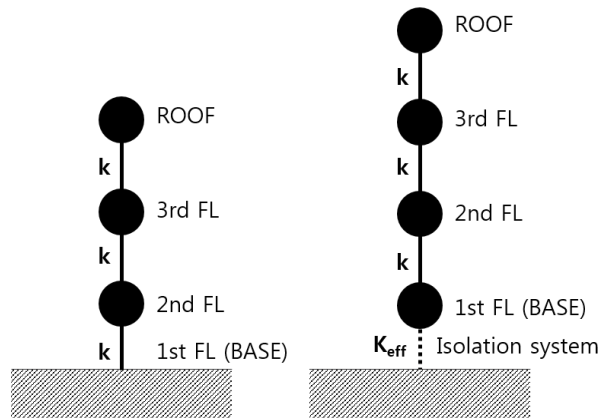 ROOF
k
3rd FL
k
2nd FL
k
1st FL (BASE)
ROOF
k
3rd FL
k
2nd FL
k
1st FL (BASE)
Keff
Isolation system